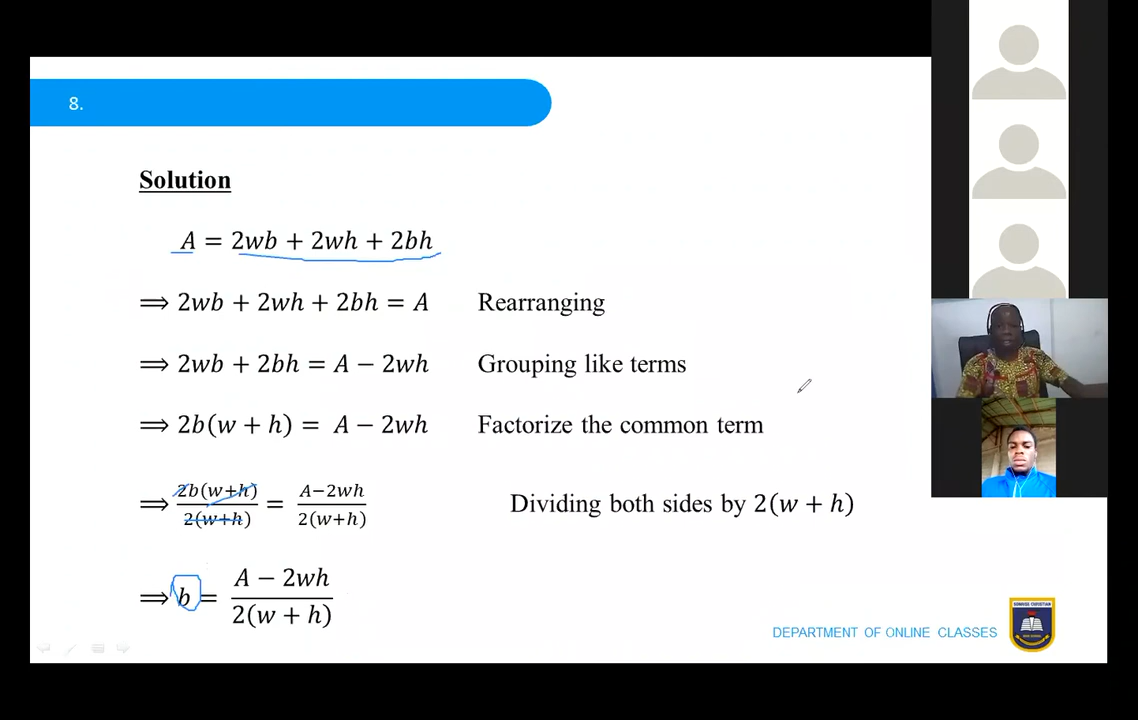 8.
Solution
A = 2wb + 2wh + 2bh
⟹ 2wb + 2wh + 2bh = A Rearranging
⟹ 2wb + 2bh = A − 2wh Grouping like terms
⟹ 2b(w + h) = A − 2wh Factorize the common term
⟹ 2b(w+h)/2(w+h) = A−2wh/2(w+h) Dividing both sides by 2(w + h)
⟹ b = A − 2wh/2(w + h)
DEPARTMENT OF ONLINE CLASSES